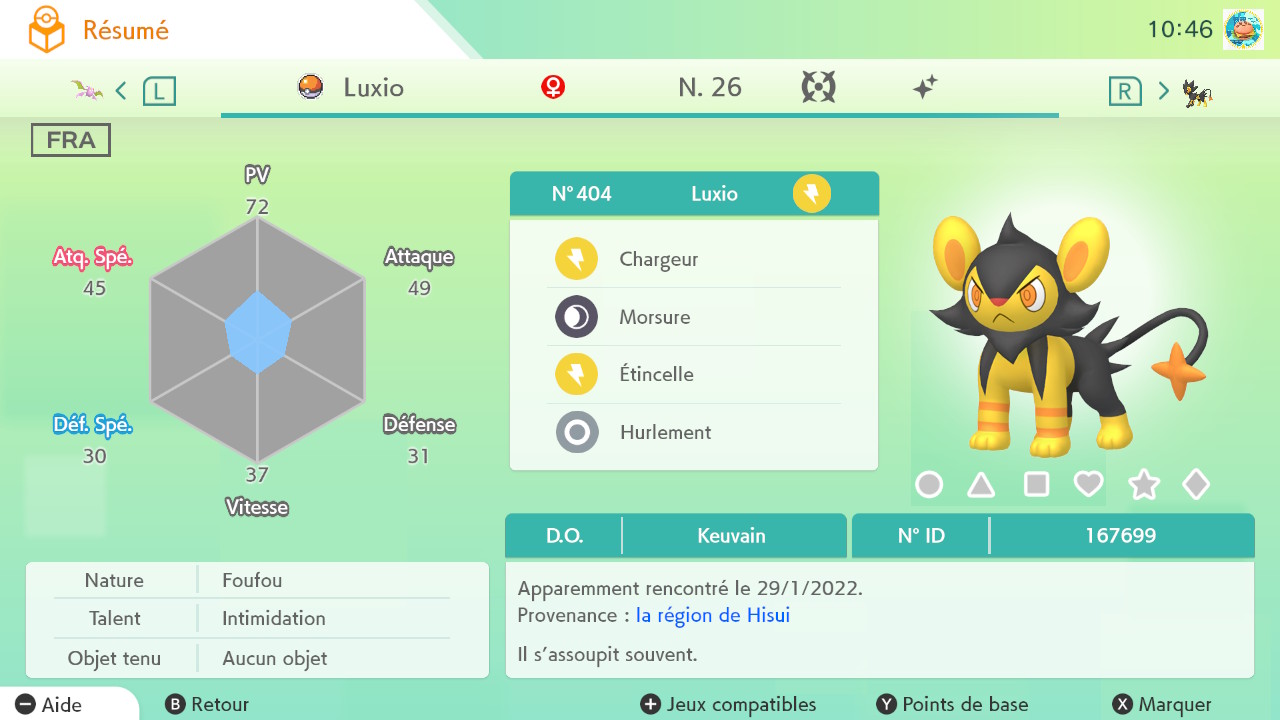 Résumé
10:46
L
Luxio
N. 26
R
FRA
PV
72
Atq. Spé.
45
Attaque
49
Déf. Spé.
30
Défense
31
37
Vitesse
N° 404 Luxio
Chargeur
Morsure
Étincelle
Hurlement
D.O. Keuvain
N° ID 167699
Nature Foufou
Talent Intimidation
Objet tenu Aucun objet
Apparemment rencontré le 29/1/2022.
Provenance : la région de Hisui
Il s’assoupit souvent.
Aide
B Retour
Jeux compatibles
Y Points de base
X Marquer